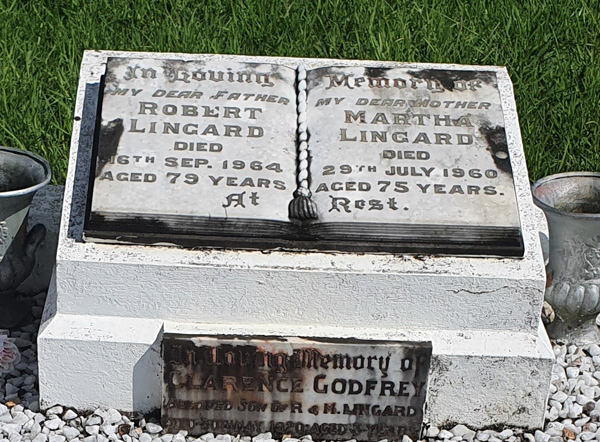 In Loving
MY DEAR FATHER
ROBERT
LINGARD
DIED
16TH SEP. 1964
AGED 79 YEARS
At
Memory of
MY DEAR MOTHER
MARTHA
LINGARD
DIED
29TH JULY 1960
AGED 75 YEARS.
Rest.
In Loving Memory of
CLARENCE GODFREY
BELOVED SON OF R & M. LINGARD
AGED YEARS